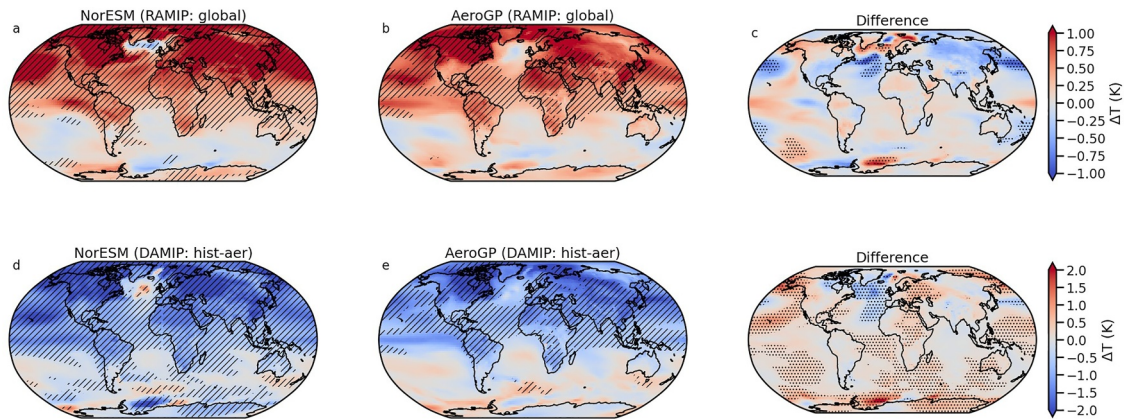 NorESM (RAMIP: global)
AeroGP (RAMIP: global)
Difference
a
b
c
1.00
0.75
0.50
0.25
0.00
−0.25
−0.50
−0.75
−1.00
ΔT (K)
NorESM (DAMIP: hist-aer)
AeroGP (DAMIP: hist-aer)
Difference
d
e
2.0
1.5
1.0
0.5
0.0
−0.5
−1.0
−1.5
−2.0
ΔT (K)